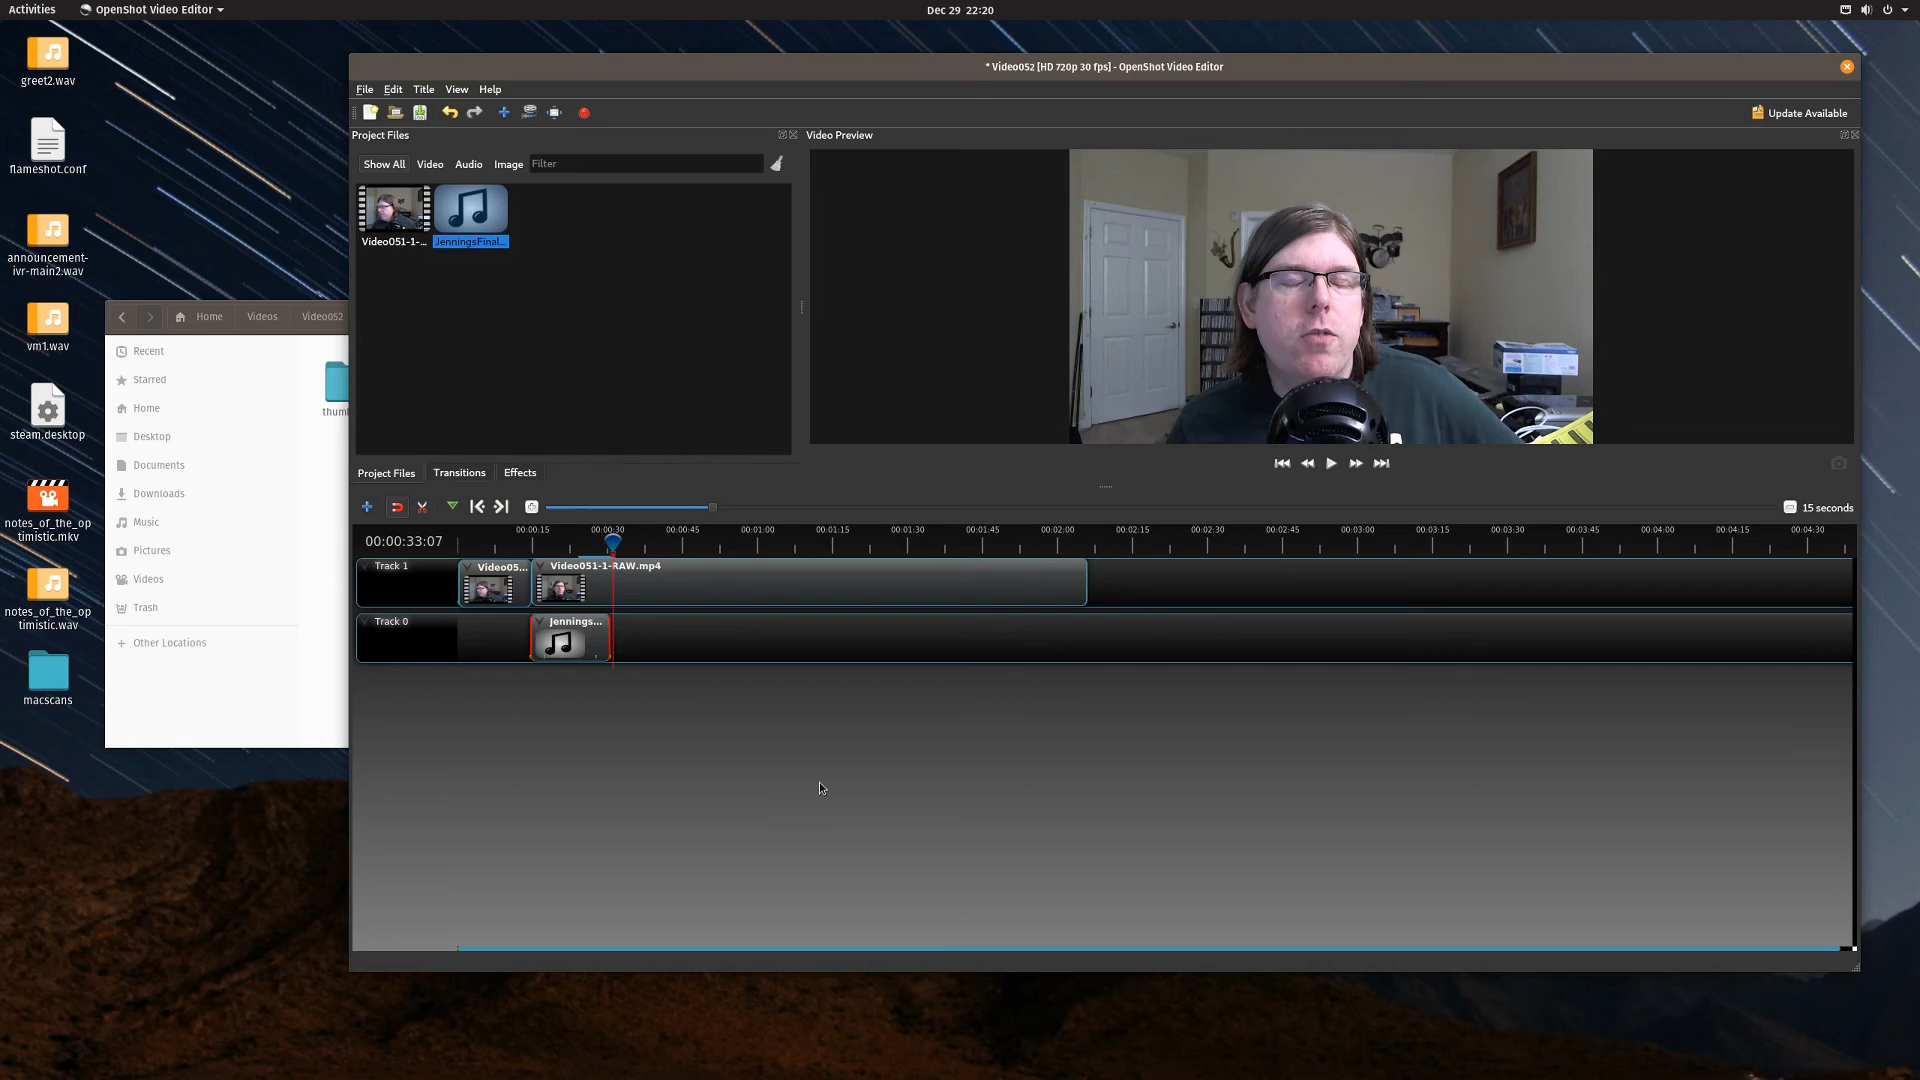 Activities OpenShot Video Editor Dec 29 22:20
greet2.wav
flameshot.conf
announcement-
ivr-main2.wav
vm1.wav
steam.desktop
notes_of_the_op
timistic.mkv
notes_of_the_op
timistic.wav
macscans
Home Videos Video052
Recent
Starred
Home
Desktop
Documents
Downloads
Music
Pictures
Videos
Trash
Other Locations
thum
* Video052 [HD 720p 30 fps] - OpenShot Video Editor
File Edit Title View Help
Update Available
Project Files
Video Preview
Show All Video Audio Image Filter
Video051-1-... JenningsFinal...
Project Files Transitions Effects
15 seconds
00:00:33:07
00:00:15 00:00:30 00:00:45 00:01:00 00:01:15 00:01:30 00:01:45 00:02:00 00:02:15 00:02:30 00:02:45 00:03:00 00:03:15 00:03:30 00:03:45 00:04:00 00:04:15 00:04:30
Track 1 Video05... Video051-1-RAW.mp4
Track 0 Jennings...